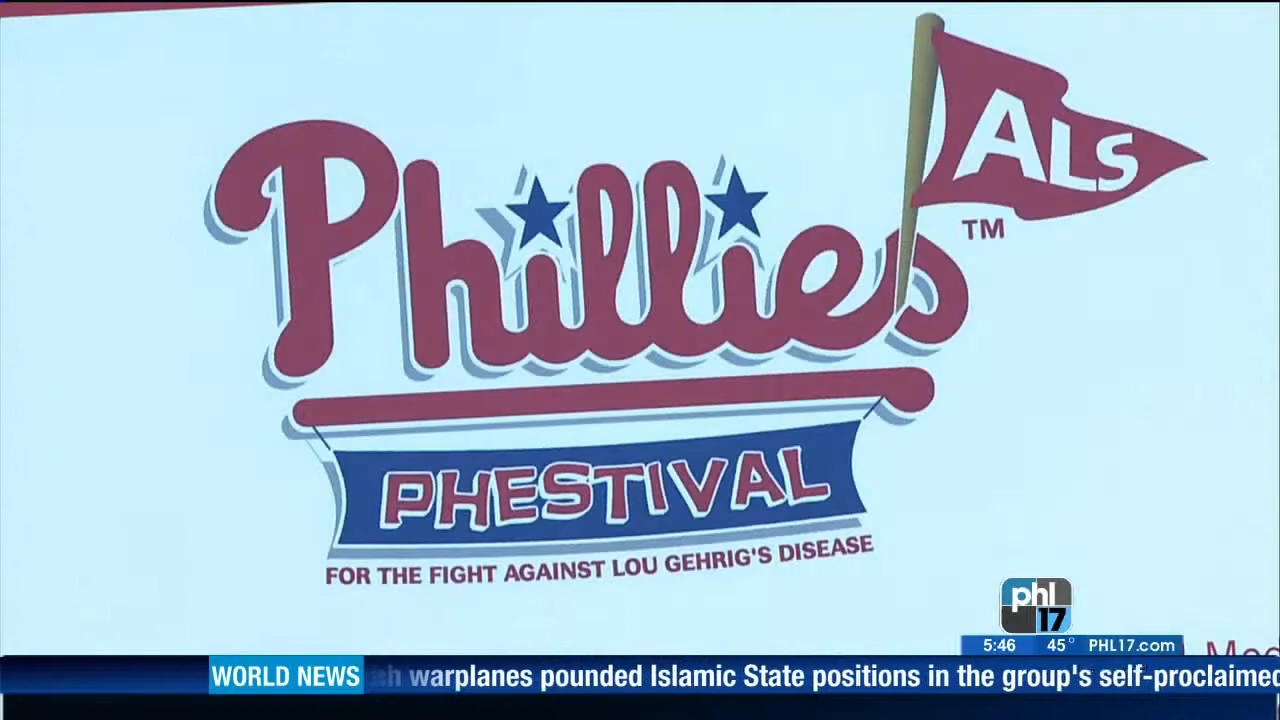 Phillies
ALS
TM
PHESTIVAL
FOR THE FIGHT AGAINST LOU GEHRIG'S DISEASE
phl
17
5:46 45° PHL17.com
WORLD NEWS warplanes pounded Islamic State positions in the group's self-proclaimed